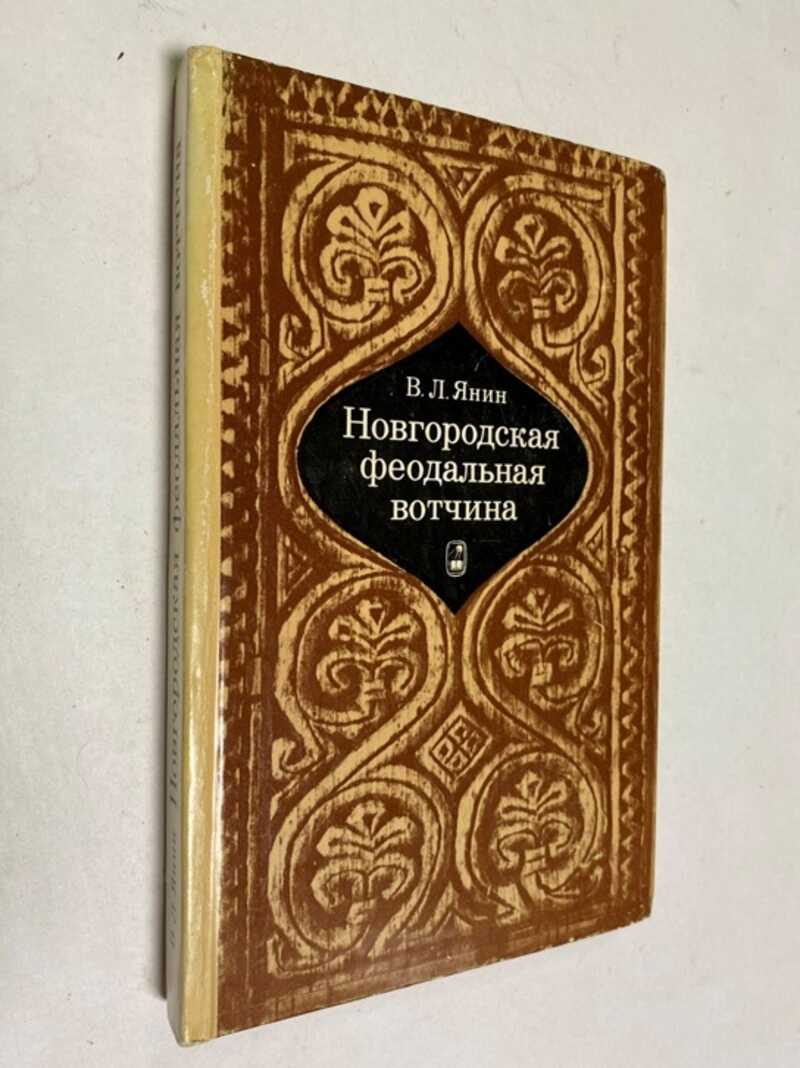 В. Л. Янин
Новгородская
феодальная
вотчина
В. Л. Янин Новгородская феодальная вотчина